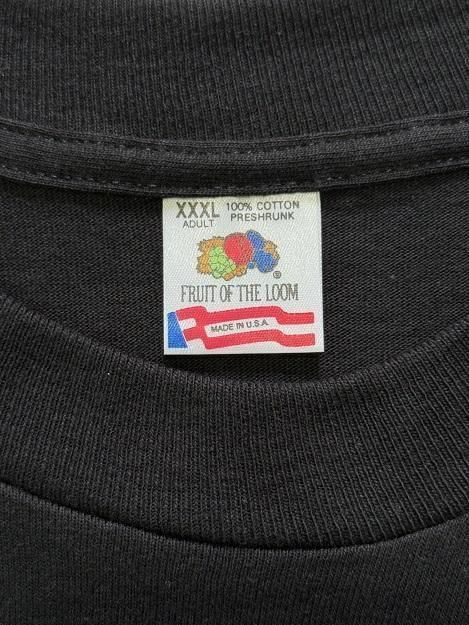 XXXL 100% COTTON
ADULT PRESHRUNK
®
FRUIT OF THE LOOM
MADE IN U.S.A.